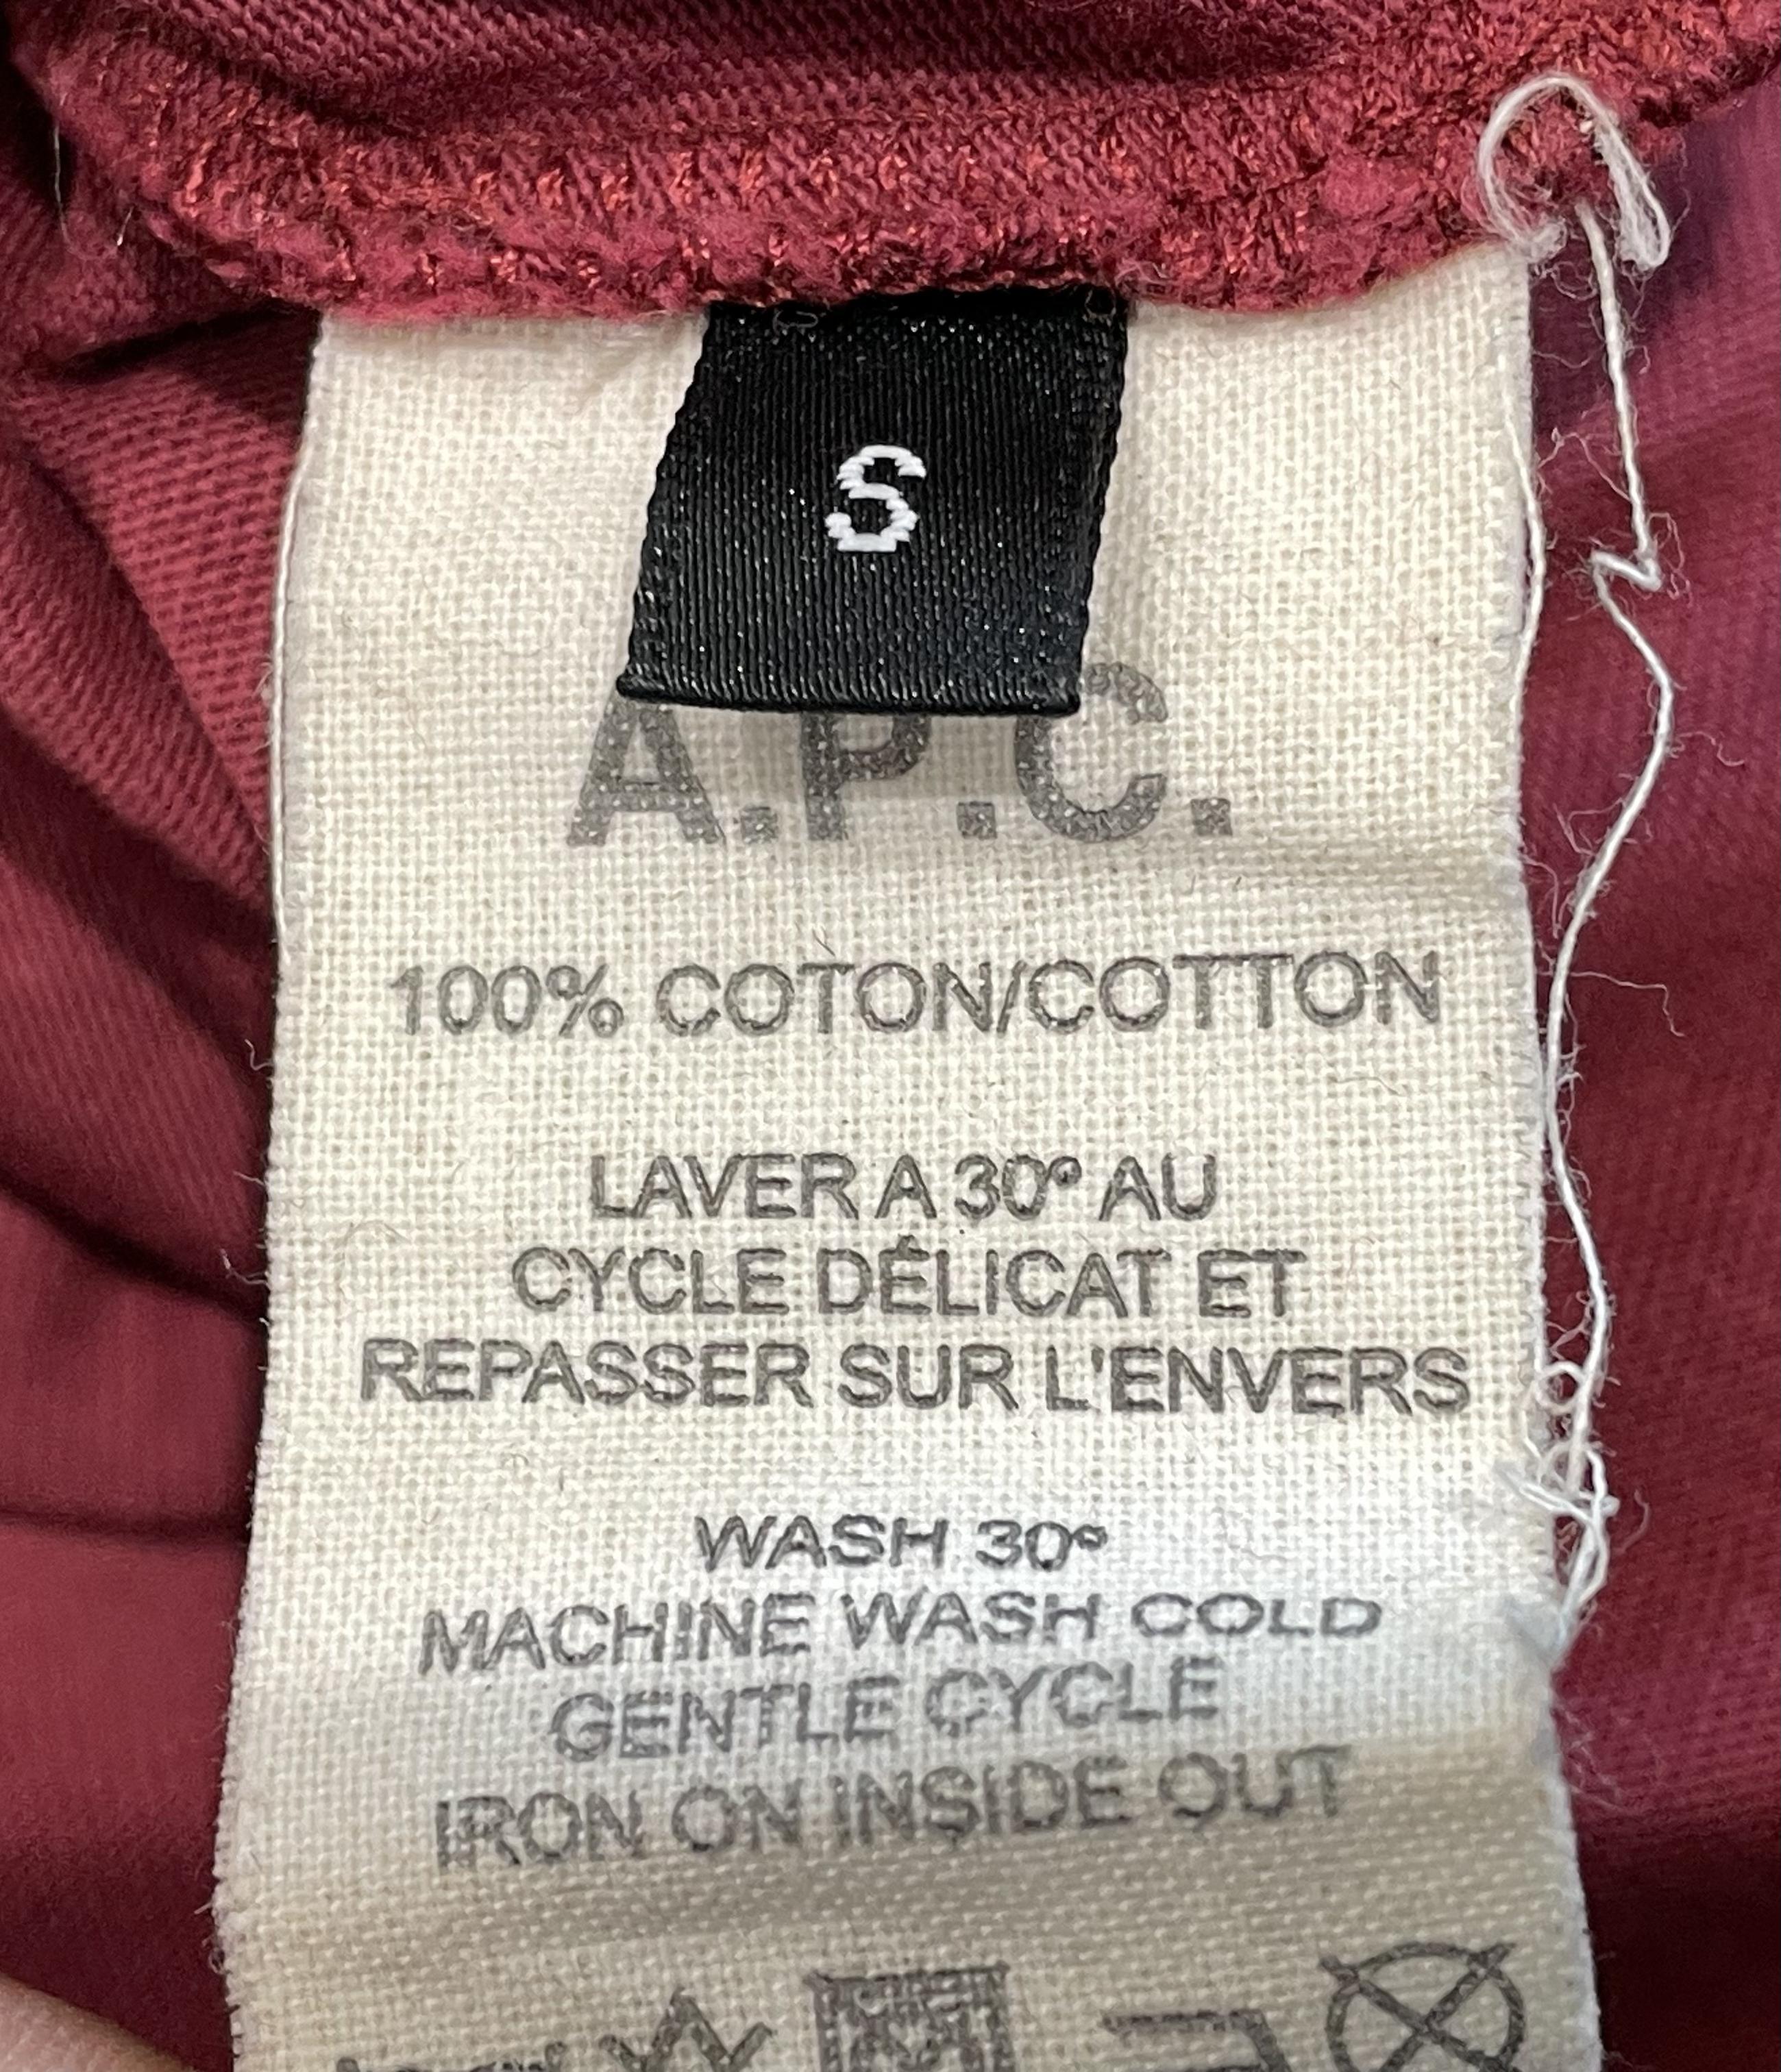 S
A.P.C.
100% COTON/COTTON
LAVER A 30° AU
CYCLE DÉLICAT ET
REPASSER SUR L'ENVERS
WASH 30°
MACHINE WASH COLD
GENTLE CYCLE
IRON ON INSIDE OUT